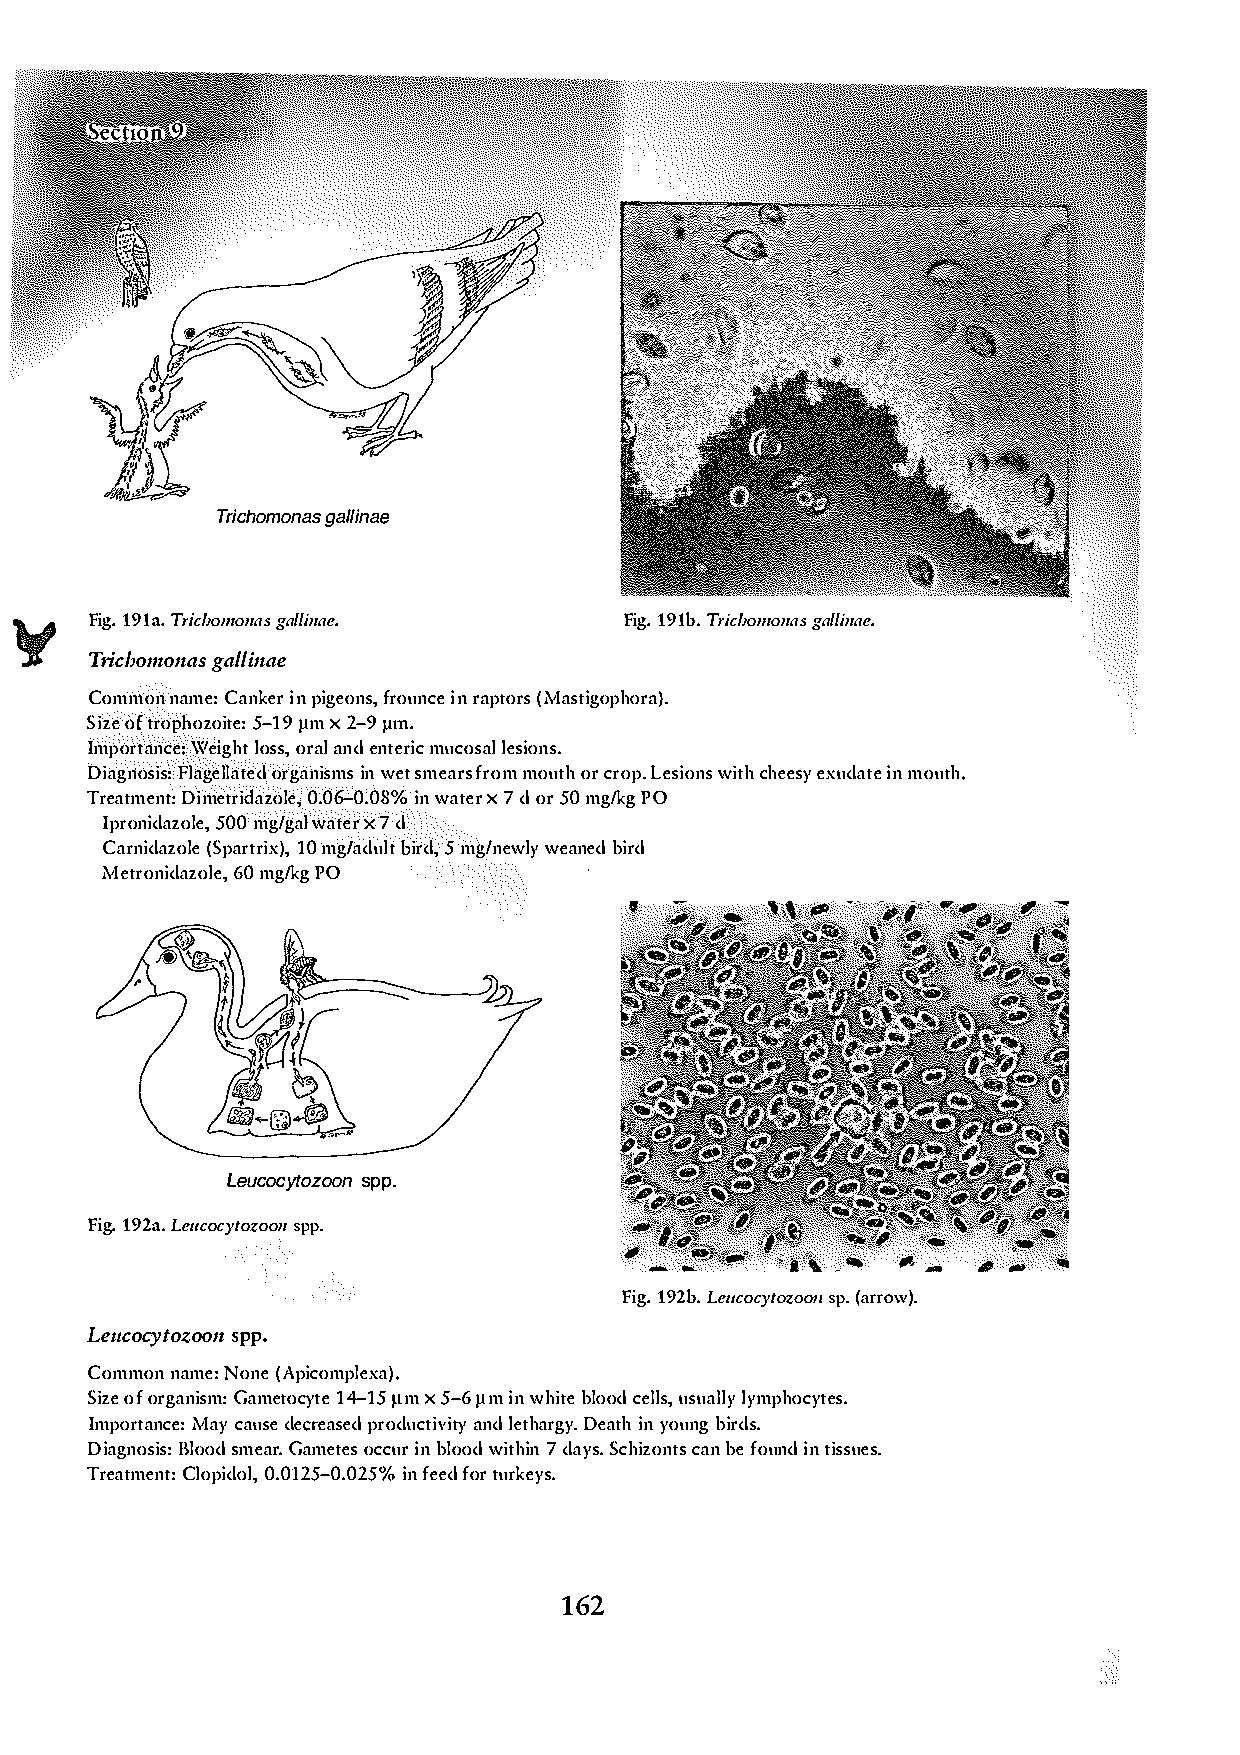 Section 9
Trichomonas gallinae
Fig. 191a. Trichomonas gallinae.
Fig. 191b. Trichomonas gallinae.
Trichomonas gallinae
Common name: Canker in pigeons, frounce in raptors (Mastigophora).
Size of trophozoite: 5–19 µm × 2–9 µm.
Importance: Weight loss, oral and enteric mucosal lesions.
Diagnosis: Flagellated organisms in wet smears from mouth or crop. Lesions with cheesy exudate in mouth.
Treatment: Dimetridazole, 0.06–0.08% in water × 7 d or 50 mg/kg PO
Ipronidazole, 500 mg/gal water × 7 d
Carnidazole (Spartrix), 10 mg/adult bird, 5 mg/newly weaned bird
Metronidazole, 60 mg/kg PO
Leucocytozoon spp.
Fig. 192a. Leucocytozoon spp.
Fig. 192b. Leucocytozoon sp. (arrow).
Leucocytozoon spp.
Common name: None (Apicomplexa).
Size of organism: Gametocyte 14–15 µm × 5–6 µm in white blood cells, usually lymphocytes.
Importance: May cause decreased productivity and lethargy. Death in young birds.
Diagnosis: Blood smear. Gametes occur in blood within 7 days. Schizonts can be found in tissues.
Treatment: Clopidol, 0.0125–0.025% in feed for turkeys.
162